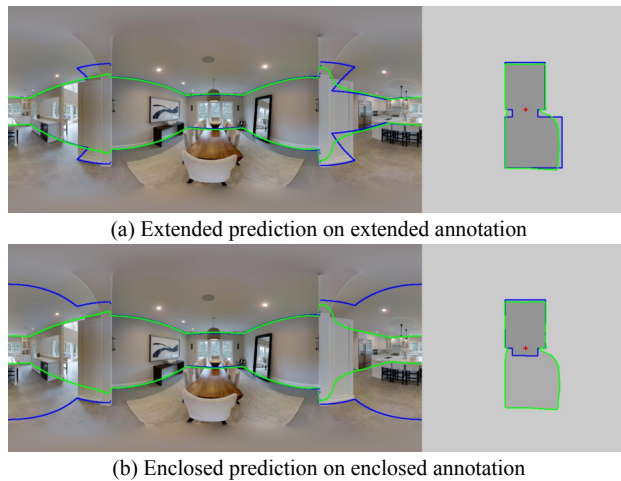 (a) Extended prediction on extended annotation
(b) Enclosed prediction on enclosed annotation